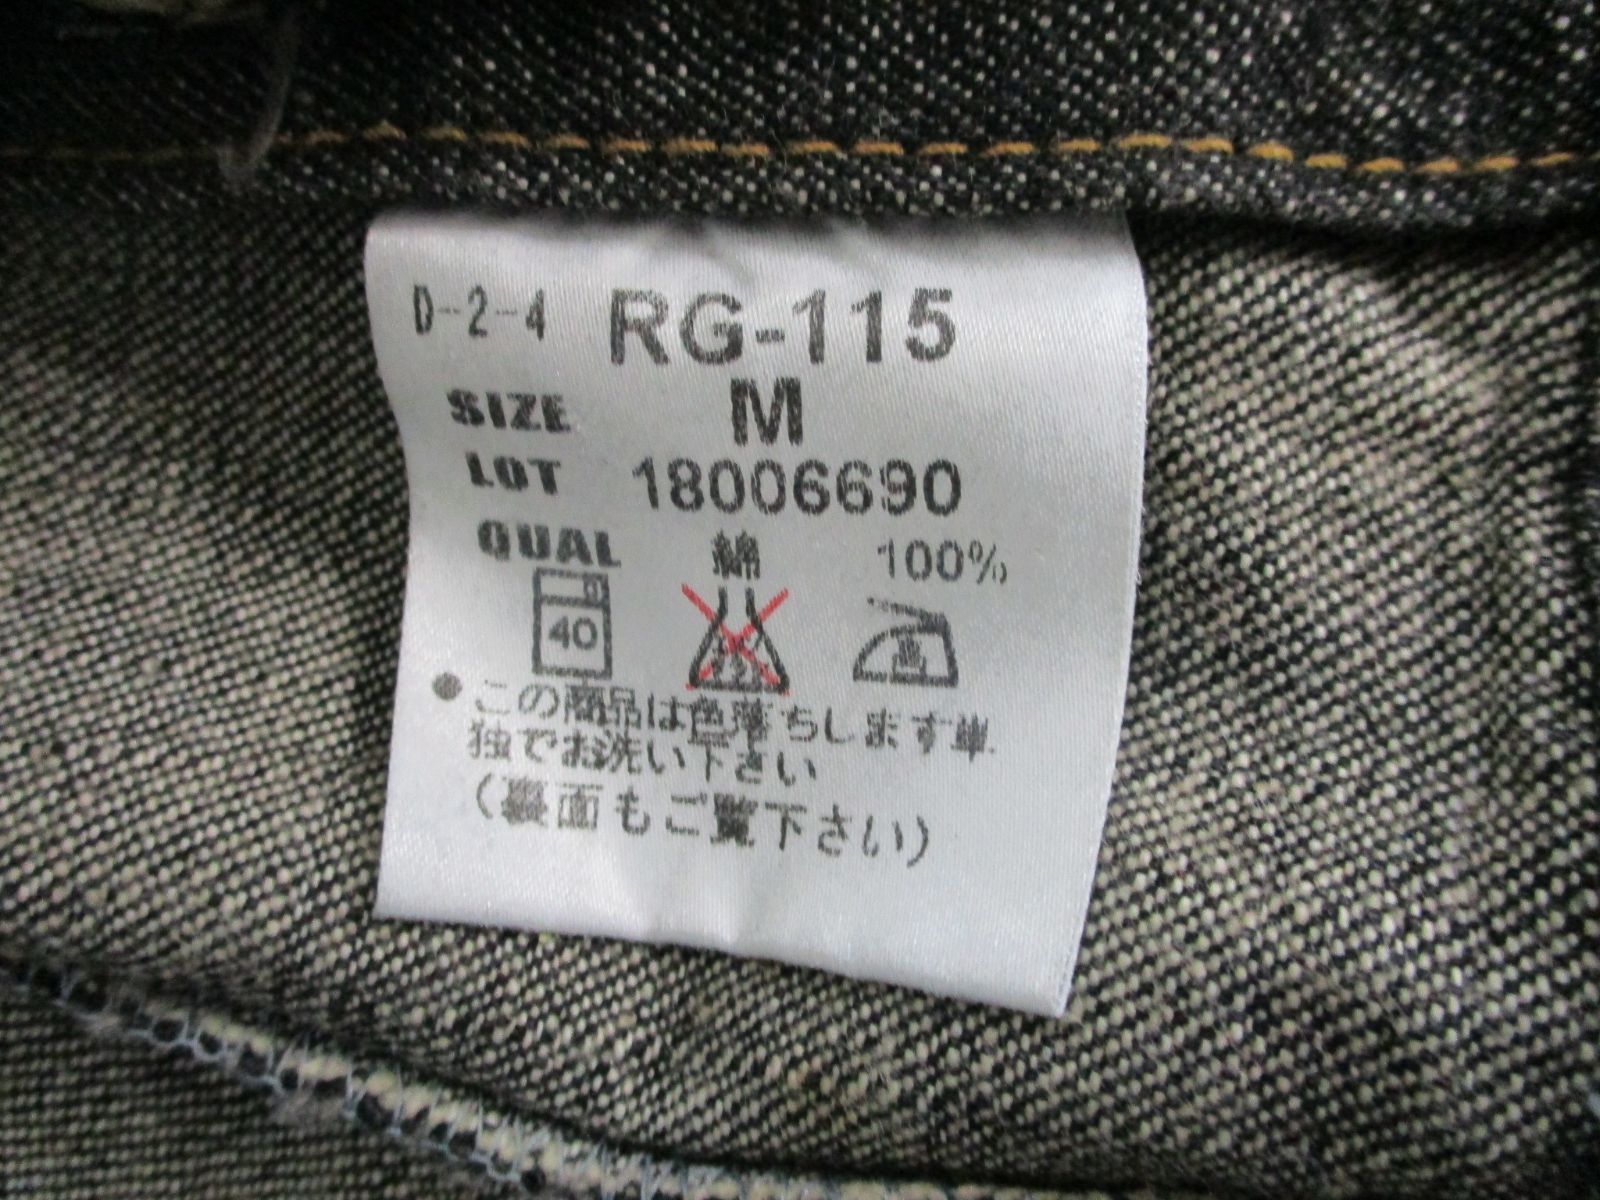 D-2-4 RG-115
SIZE M
LOT 18006690
QUAL 綿 100%
40 中
●この商品は色落ちします単
独でお洗い下さい
(裏面もご覧下さい)